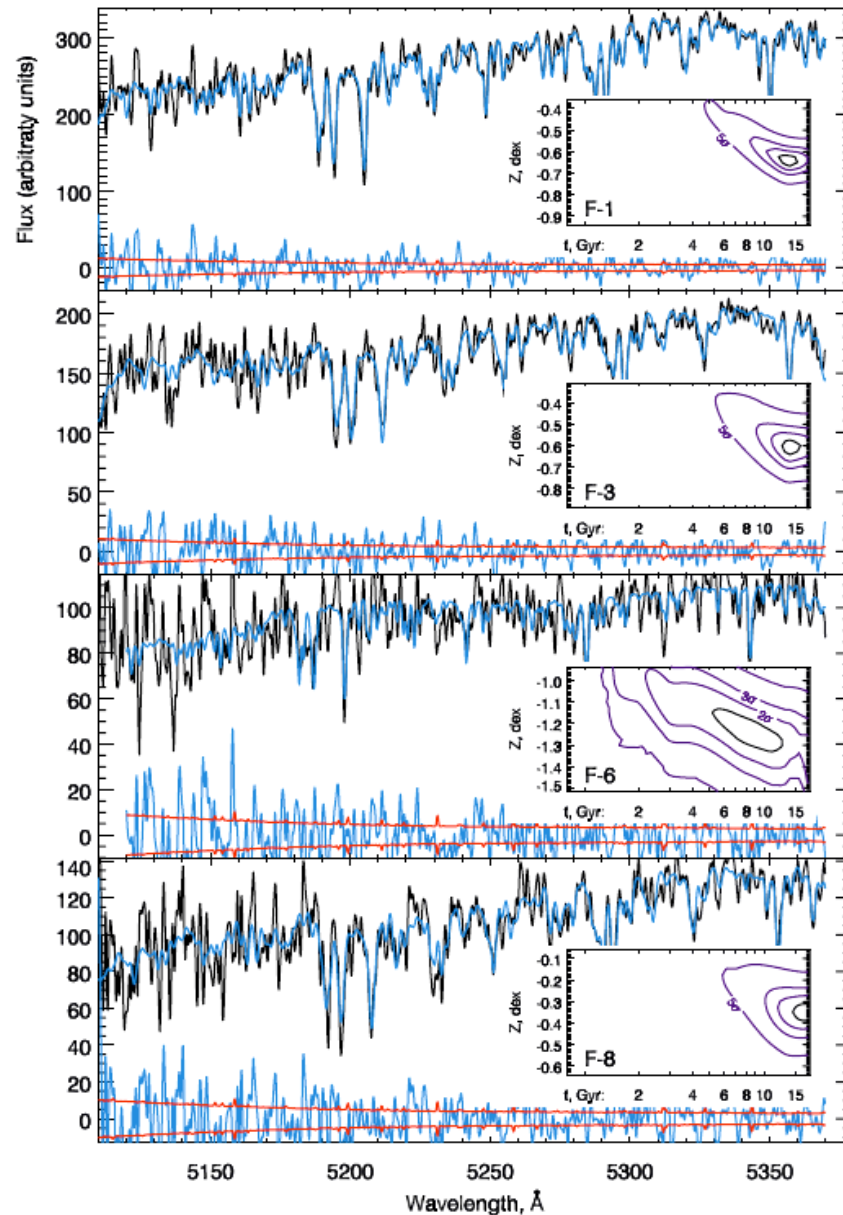 Flux (arbitraty units)
300
200
100
0
Z, dex
-0.4
-0.5
-0.6
-0.7
-0.8
-0.9
5σ
F-1
t, Gyr: 2 4 6 8 10 15
200
150
100
50
0
Z, dex
-0.4
-0.5
-0.6
-0.7
-0.8
5σ
F-3
t, Gyr: 2 4 6 8 10 15
100
80
60
40
20
0
Z, dex
-1.0
-1.1
-1.2
-1.3
-1.4
-1.5
3σ
2σ
F-6
t, Gyr: 2 4 6 8 10 15
140
120
100
80
60
40
20
0
Z, dex
-0.1
-0.2
-0.3
-0.4
-0.5
-0.6
5σ
F-8
t, Gyr: 2 4 6 8 10 15
5150 5200 5250 5300 5350
Wavelength, Å